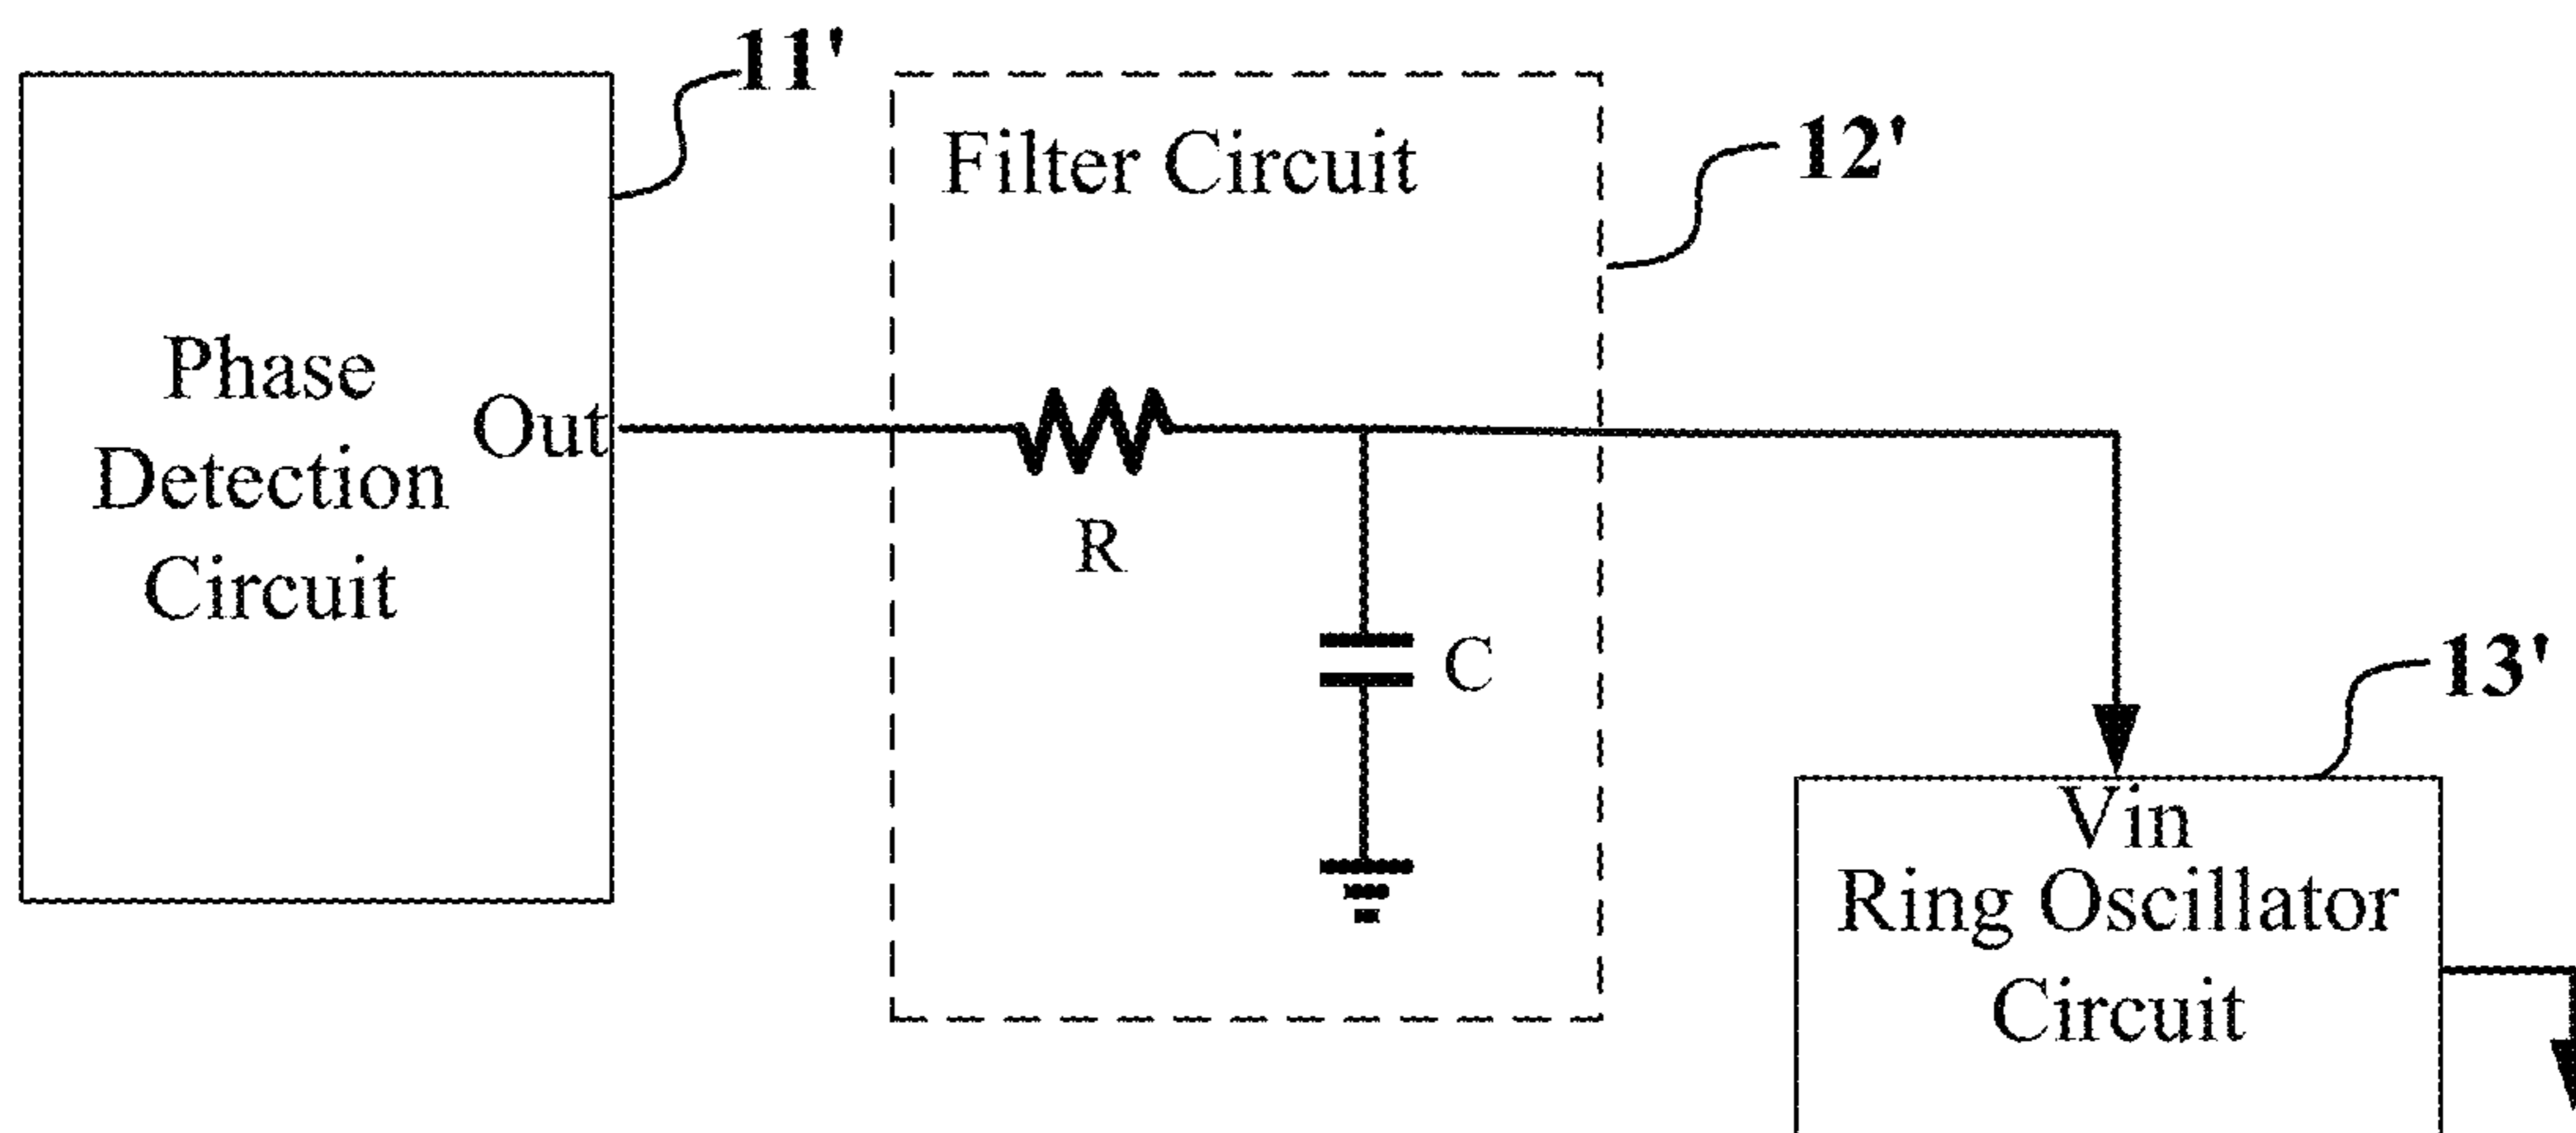 11'
Filter Circuit
12'
Phase
Detection
Circuit
Out
R
C
13'
Vin
Ring Oscillator
Circuit